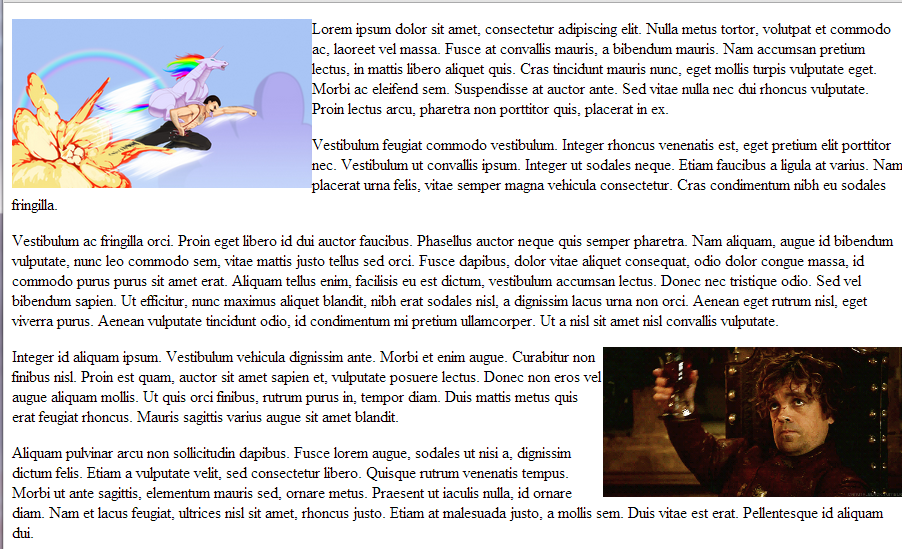 Lorem ipsum dolor sit amet, consectetur adipiscing elit. Nulla metus tortor, volutpat et commodo
ac, laoreet vel massa. Fusce at convallis mauris, a bibendum mauris. Nam accumsan pretium
lectus, in mattis libero aliquet quis. Cras tincidunt mauris nunc, eget mollis turpis vulputate eget.
Morbi ac eleifend sem. Suspendisse at auctor ante. Sed vitae nulla nec dui rhoncus vulputate.
Proin lectus arcu, pharetra non porttitor quis, placerat in ex.
Vestibulum feugiat commodo vestibulum. Integer rhoncus venenatis est, eget pretium elit porttitor
nec. Vestibulum ut convallis ipsum. Integer ut sodales neque. Etiam faucibus a ligula at varius. Nam
placerat urna felis, vitae semper magna vehicula consectetur. Cras condimentum nibh eu sodales
fringilla.
Vestibulum ac fringilla orci. Proin eget libero id dui auctor faucibus. Phasellus auctor neque quis semper pharetra. Nam aliquam, augue id bibendum
vulputate, nunc leo commodo sem, vitae mattis justo tellus sed orci. Fusce dapibus, dolor vitae aliquet consequat, odio dolor congue massa, id
commodo purus purus sit amet erat. Aliquam tellus enim, facilisis eu est dictum, vestibulum accumsan lectus. Donec nec tristique odio. Sed vel
bibendum sapien. Ut efficitur, nunc maximus aliquet blandit, nibh erat sodales nisl, a dignissim lacus urna non orci. Aenean eget rutrum nisl, eget
viverra purus. Aenean vulputate tincidunt odio, id condimentum mi pretium ullamcorper. Ut a nisl sit amet nisl convallis vulputate.
Integer id aliquam ipsum. Vestibulum vehicula dignissim ante. Morbi et enim augue. Curabitur non
finibus nisl. Proin est quam, auctor sit amet sapien et, vulputate posuere lectus. Donec non eros vel
augue aliquam mollis. Ut quis orci finibus, rutrum purus in, tempor diam. Duis mattis metus quis
erat feugiat rhoncus. Mauris sagittis varius augue sit amet blandit.
Aliquam pulvinar arcu non sollicitudin dapibus. Fusce lorem augue, sodales ut nisi a, dignissim
dictum felis. Etiam a vulputate velit, sed consectetur libero. Quisque rutrum venenatis tempus.
Morbi ut ante sagittis, elementum mauris sed, ornare metus. Praesent ut iaculis nulla, id ornare
diam. Nam et lacus feugiat, ultrices nisl sit amet, rhoncus justo. Etiam at malesuada justo, a mollis sem. Duis vitae est erat. Pellentesque id aliquam
dui.